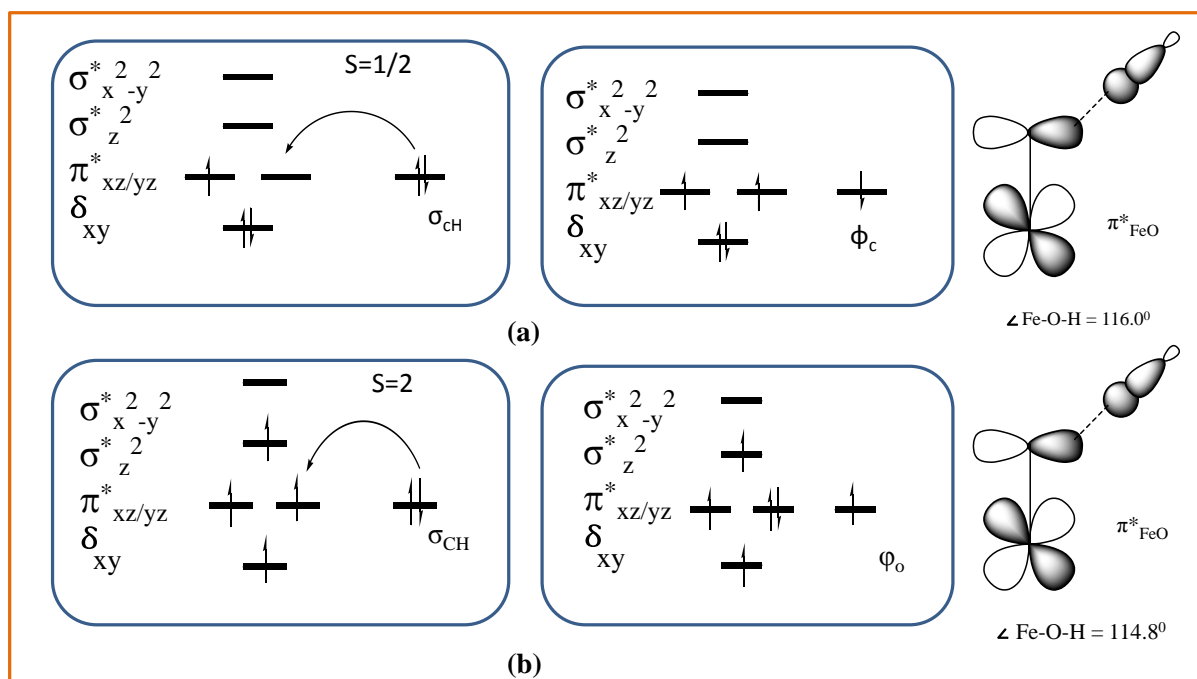 S=1/2
σ*x²-y²
σ*z²
π*xz/yz
δxy
σcH
σ*x²-y²
σ*z²
π*xz/yz
δxy
Φc
π*FeO
∠Fe-O-H = 116.0⁰
(a)
S=2
σ*x²-y²
σ*z²
π*xz/yz
δxy
σCH
σ*x²-y²
σ*z²
π*xz/yz
δxy
φo
π*FeO
∠ Fe-O-H = 114.8⁰
(b)